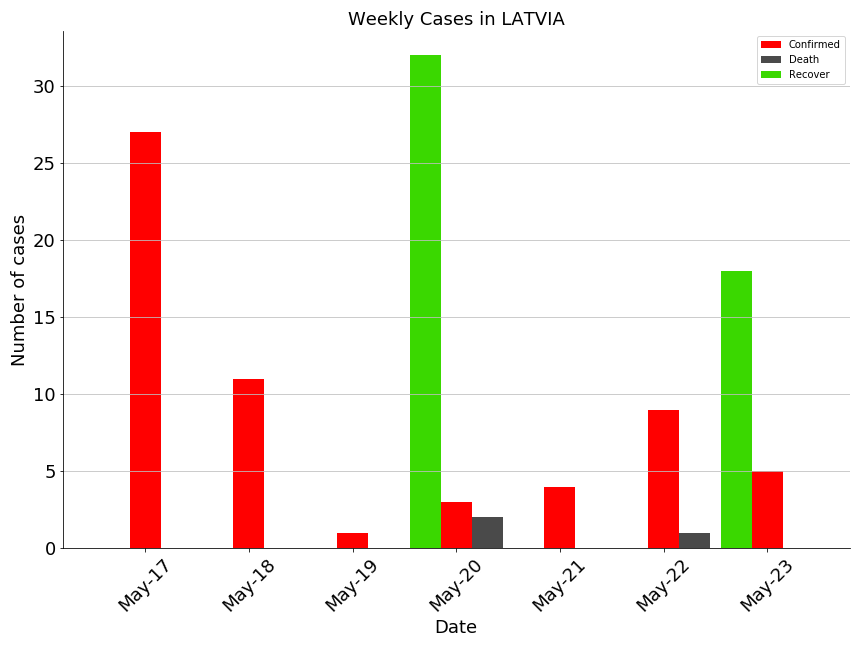 Weekly Cases in LATVIA
Confirmed
Death
Recover
Number of cases
30
25
20
15
10
5
0
May-17
May-18
May-19
May-20
May-21
May-22
May-23
Date